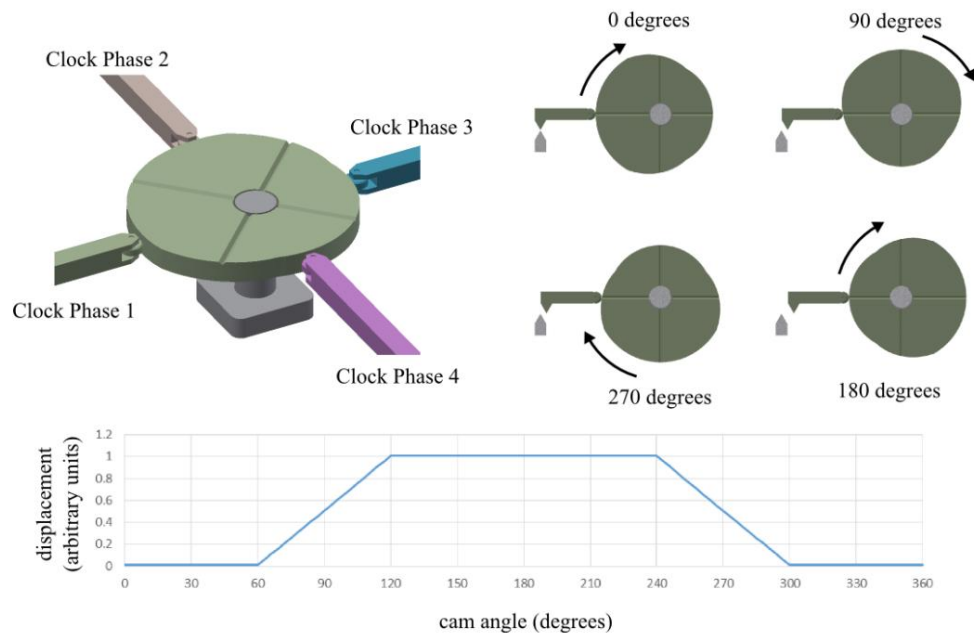 0 degrees
90 degrees
Clock Phase 2
Clock Phase 3
Clock Phase 1
Clock Phase 4
270 degrees
180 degrees
displacement
(arbitrary units)
1.2
1
0.8
0.6
0.4
0.2
0
0 30 60 90 120 150 180 210 240 270 300 330 360
cam angle (degrees)